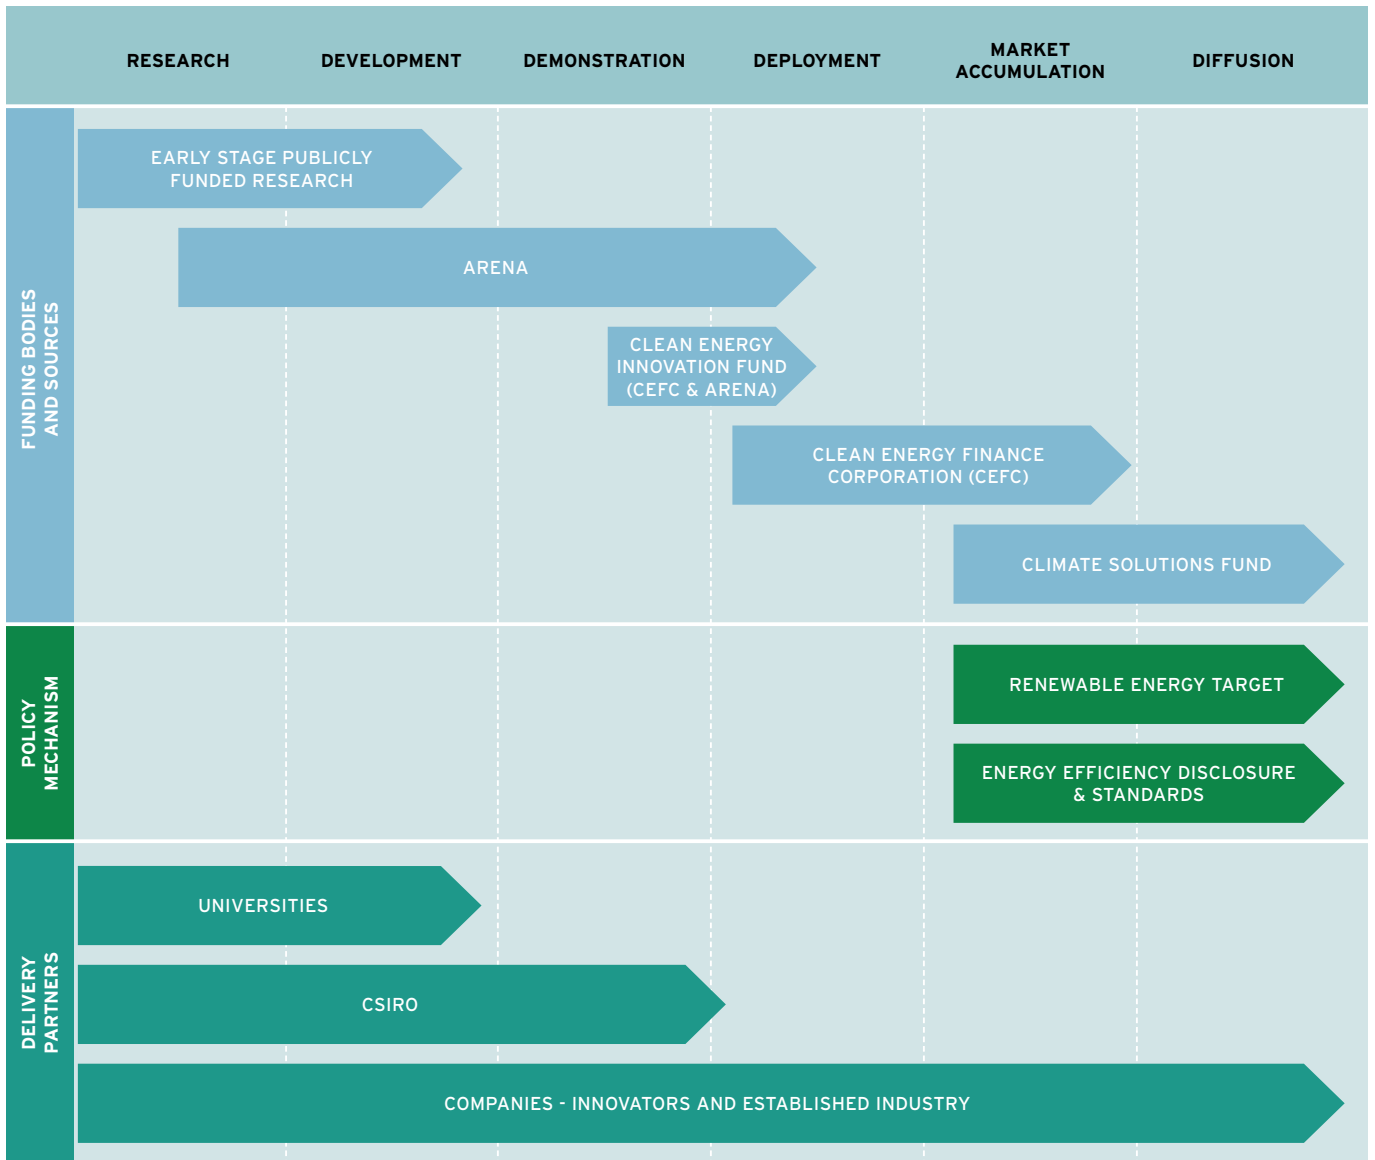 RESEARCH
DEVELOPMENT
DEMONSTRATION
DEPLOYMENT
MARKET
ACCUMULATION
DIFFUSION
FUNDING BODIES
AND SOURCES
EARLY STAGE PUBLICLY
FUNDED RESEARCH
ARENA
CLEAN ENERGY
INNOVATION FUND
(CEFC & ARENA)
CLEAN ENERGY FINANCE
CORPORATION (CEFC)
CLIMATE SOLUTIONS FUND
POLICY
MECHANISM
RENEWABLE ENERGY TARGET
ENERGY EFFICIENCY DISCLOSURE
& STANDARDS
DELIVERY
PARTNERS
UNIVERSITIES
CSIRO
COMPANIES - INNOVATORS AND ESTABLISHED INDUSTRY